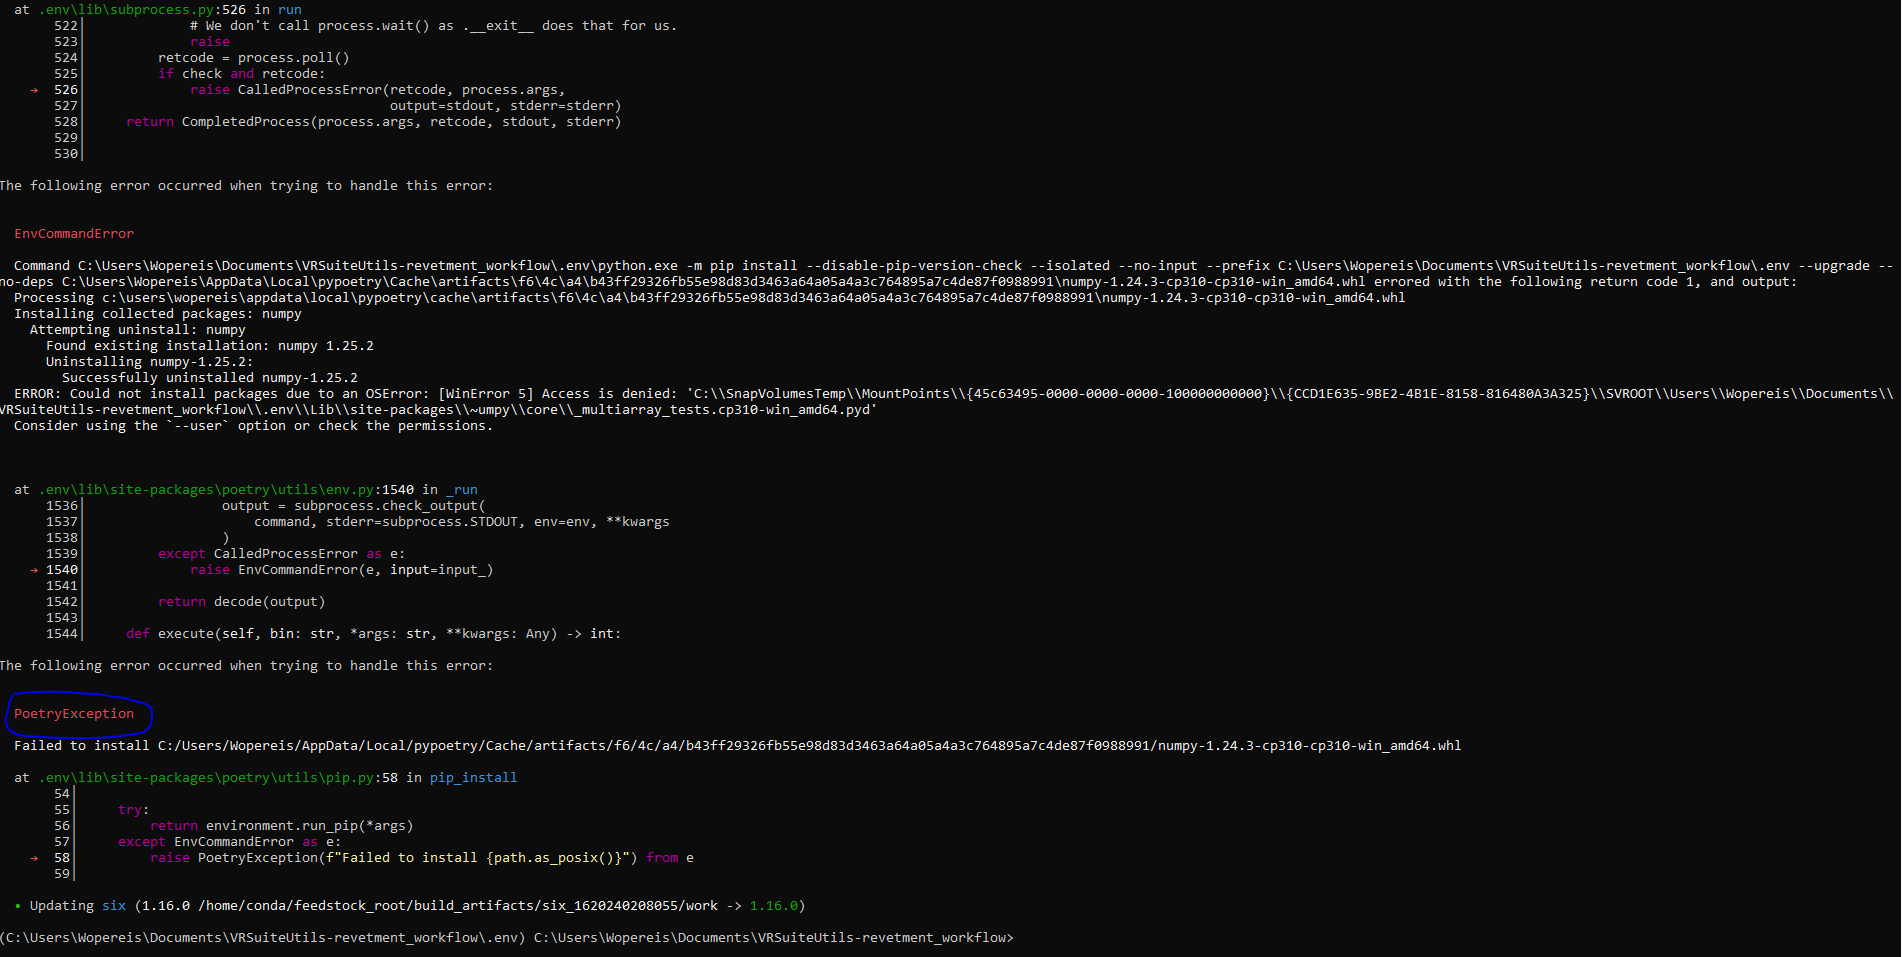 at .env\lib\subprocess.py:526 in run
522| # We don't call process.wait() as .__exit__ does that for us.
523| raise
524| retcode = process.poll()
525| if check and retcode:
→ 526| raise CalledProcessError(retcode, process.args,
527| output=stdout, stderr=stderr)
528| return CompletedProcess(process.args, retcode, stdout, stderr)
529|
530|
The following error occurred when trying to handle this error:
EnvCommandError
Command C:\Users\Wopereis\Documents\VRSuiteUtils-revetment_workflow\.env\python.exe -m pip install --disable-pip-version-check --isolated --no-input --prefix C:\Users\Wopereis\Documents\VRSuiteUtils-revetment_workflow\.env --upgrade --
no-deps C:\Users\Wopereis\AppData\Local\pypoetry\Cache\artifacts\f6\4c\a4\b43ff29326fb55e98d83d3463a64a05a4a3c764895a7c4de87f0988991\numpy-1.24.3-cp310-cp310-win_amd64.whl errored with the following return code 1, and output:
Processing c:\users\wopereis\appdata\local\pypoetry\cache\artifacts\f6\4c\a4\b43ff29326fb55e98d83d3463a64a05a4a3c764895a7c4de87f0988991\numpy-1.24.3-cp310-cp310-win_amd64.whl
Installing collected packages: numpy
Attempting uninstall: numpy
Found existing installation: numpy 1.25.2
Uninstalling numpy-1.25.2:
Successfully uninstalled numpy-1.25.2
ERROR: Could not install packages due to an OSError: [WinError 5] Access is denied: 'C:\\SnapVolumesTemp\\MountPoints\\{45c63495-0000-0000-0000-100000000000}\\{CCD1E635-9BE2-4B1E-8158-816480A3A325}\\SVROOT\\Users\\Wopereis\\Documents\\
VRSuiteUtils-revetment_workflow\\.env\\Lib\\site-packages\\~umpy\\core\\_multiarray_tests.cp310-win_amd64.pyd'
Consider using the `--user` option or check the permissions.
at .env\lib\site-packages\poetry\utils\env.py:1540 in _run
1536| output = subprocess.check_output(
1537| command, stderr=subprocess.STDOUT, env=env, **kwargs
1538| )
1539| except CalledProcessError as e:
→ 1540| raise EnvCommandError(e, input=input_)
1541|
1542| return decode(output)
1543|
1544| def execute(self, bin: str, *args: str, **kwargs: Any) -> int:
The following error occurred when trying to handle this error:
PoetryException
Failed to install C:/Users/Wopereis/AppData/Local/pypoetry/Cache/artifacts/f6/4c/a4/b43ff29326fb55e98d83d3463a64a05a4a3c764895a7c4de87f0988991/numpy-1.24.3-cp310-cp310-win_amd64.whl
at .env\lib\site-packages\poetry\utils\pip.py:58 in pip_install
54|
55| try:
56| return environment.run_pip(*args)
57| except EnvCommandError as e:
→ 58| raise PoetryException(f"Failed to install {path.as_posix()}") from e
59|
• Updating six (1.16.0 /home/conda/feedstock_root/build_artifacts/six_1620240208055/work -> 1.16.0)
(C:\Users\Wopereis\Documents\VRSuiteUtils-revetment_workflow\.env) C:\Users\Wopereis\Documents\VRSuiteUtils-revetment_workflow>